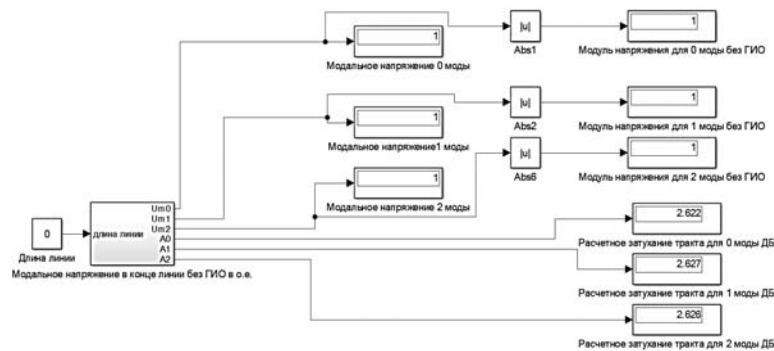 1
|u|
1
Модальное напряжение 0 моды
Abs1
Модуль напряжения для 0 моды без ГИО
1
|u|
1
Модальное напряжение1 моды
Abs2
Модуль напряжения для 1 моды без ГИО
1
|u|
1
Модальное напряжение 2 моды
Abs6
Модуль напряжения для 2 моды без ГИО
0
Длина линии
длина линии
Um0
Um1
Um2
A0
A1
A2
Модальное напряжение в конце линии без ГИО в о.е.
2.622
Расчетное затухание тракта для 0 моды ДБ
2.627
Расчетное затухание тракта для 1 моды ДБ
2.626
Расчетное затухание тракта для 2 моды ДБ